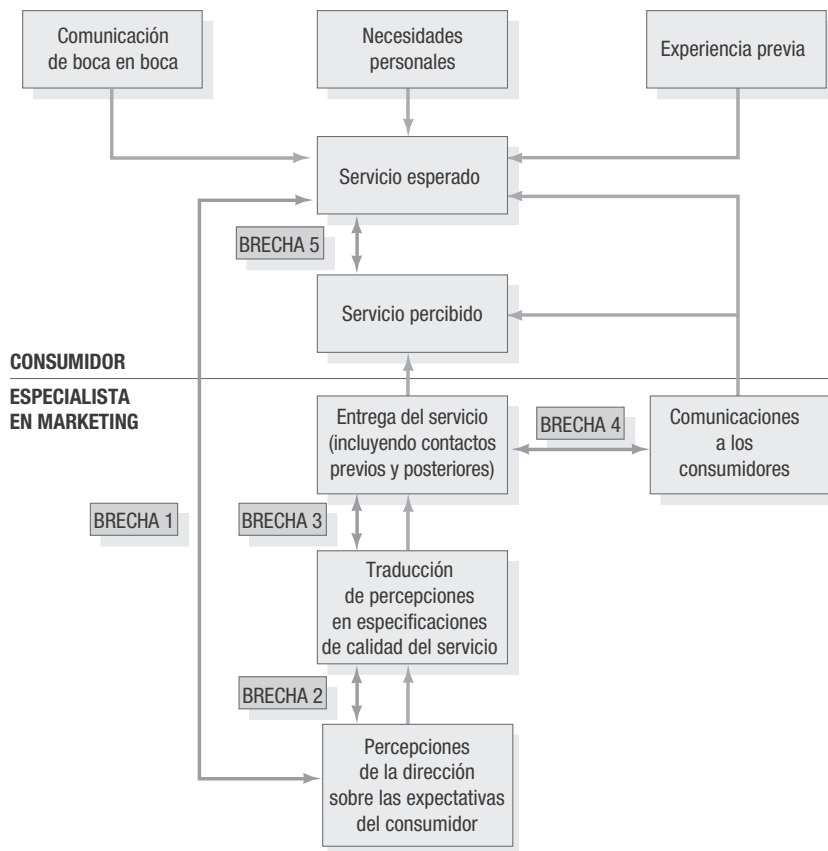 Comunicación
de boca en boca
Necesidades
personales
Experiencia previa
Servicio esperado
BRECHA 5
Servicio percibido
CONSUMIDOR
ESPECIALISTA
EN MARKETING
Entrega del servicio
(incluyendo contactos
previos y posteriores)
BRECHA 4
Comunicaciones
a los
consumidores
BRECHA 1
BRECHA 3
Traducción
de percepciones
en especificaciones
de calidad del servicio
BRECHA 2
Percepciones
de la dirección
sobre las expectativas
del consumidor